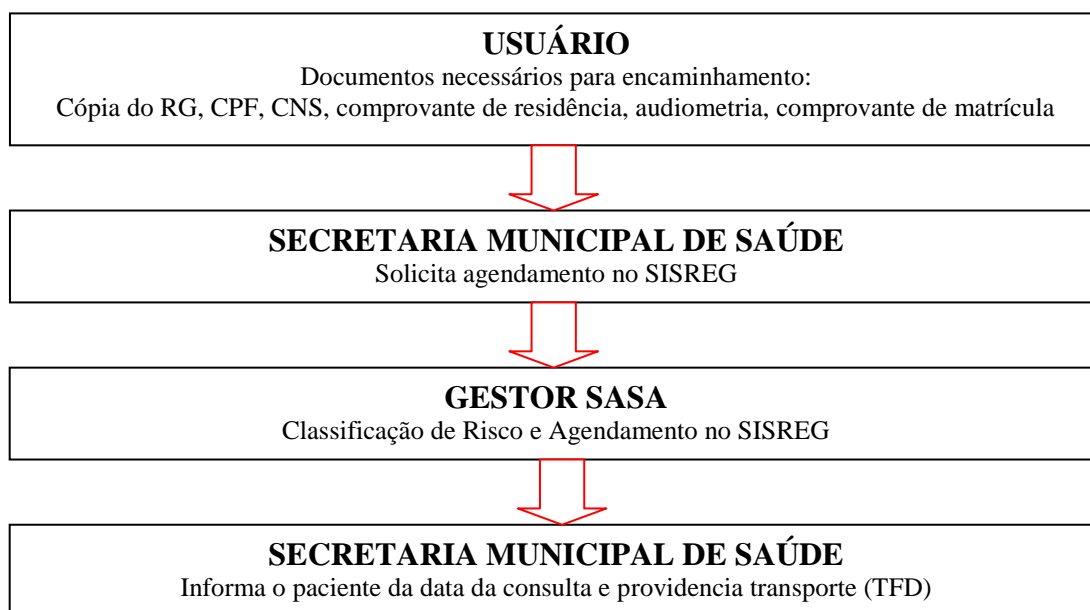 USUÁRIO
Documentos necessários para encaminhamento:
Cópia do RG, CPF, CNS, comprovante de residência, audiometria, comprovante de matrícula
SECRETARIA MUNICIPAL DE SAÚDE
Solicita agendamento no SISREG
GESTOR SASA
Classificação de Risco e Agendamento no SISREG
SECRETARIA MUNICIPAL DE SAÚDE
Informa o paciente da data da consulta e providencia transporte (TFD)